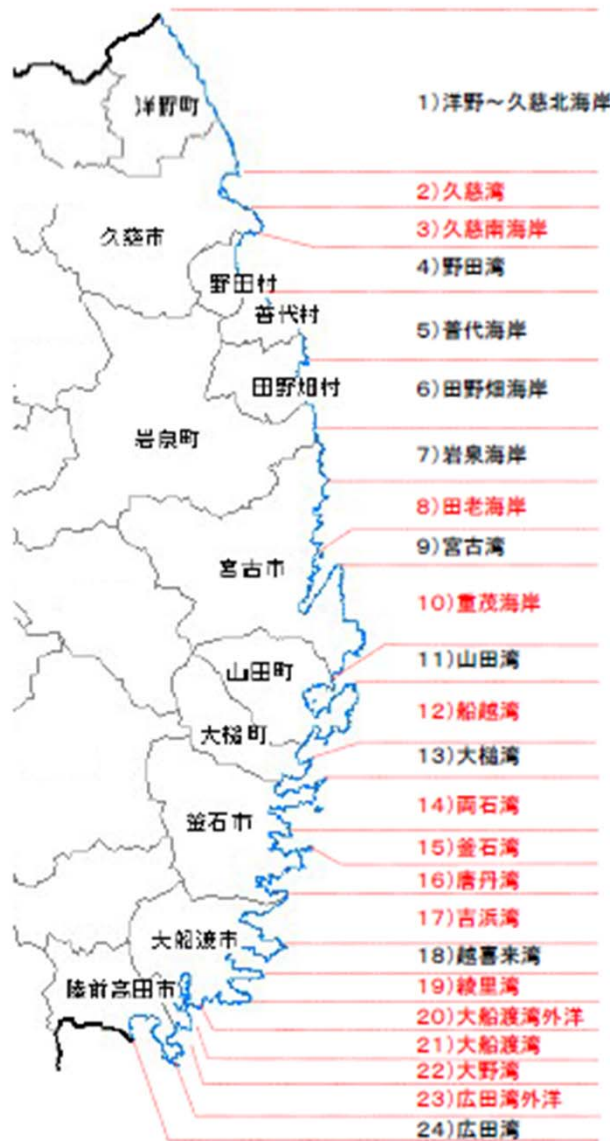 洋野町
久慈市
野田村
普代村
田野畑村
岩泉町
宮古市
山田町
大槌町
釜石市
大船渡市
陸前高田市
1)洋野～久慈北海岸
2)久慈湾
3)久慈南海岸
4)野田湾
5)普代海岸
6)田野畑海岸
7)岩泉海岸
8)田老海岸
9)宮古湾
10)重茂海岸
11)山田湾
12)船越湾
13)大槌湾
14)両石湾
15)釜石湾
16)唐丹湾
17)吉浜湾
18)越喜来湾
19)綾里湾
20)大船渡湾外洋
21)大船渡湾
22)大野湾
23)広田湾外洋
24)広田湾